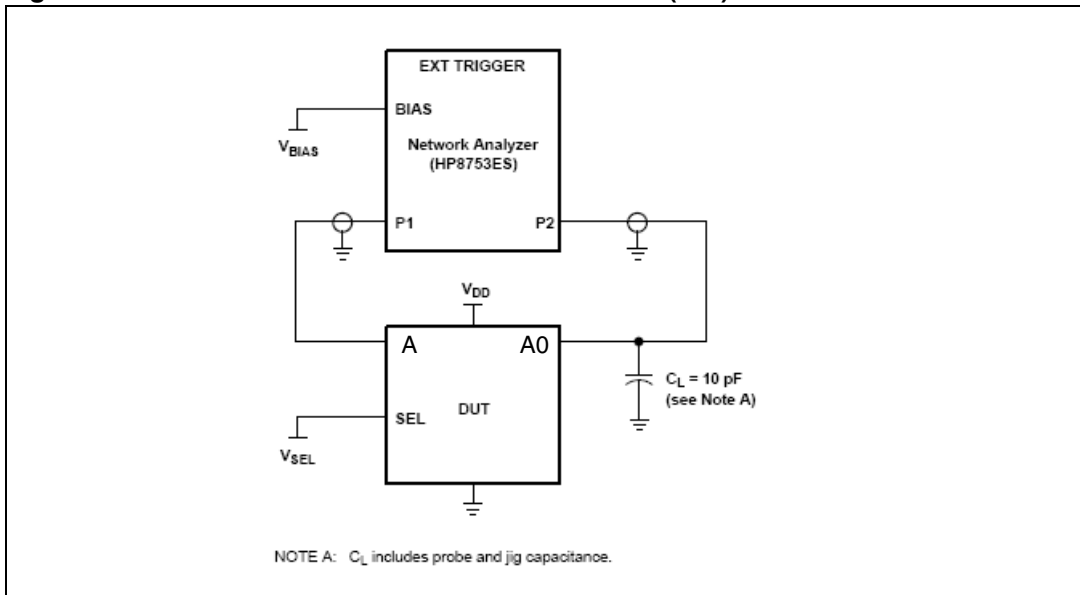 EXT TRIGGER
BIAS
VBIAS
Network Analyzer
(HP8753ES)
P1
P2
VDD
A
A0
CL = 10 pF
(see Note A)
SEL
DUT
VSEL
NOTE A: CL includes probe and jig capacitance.